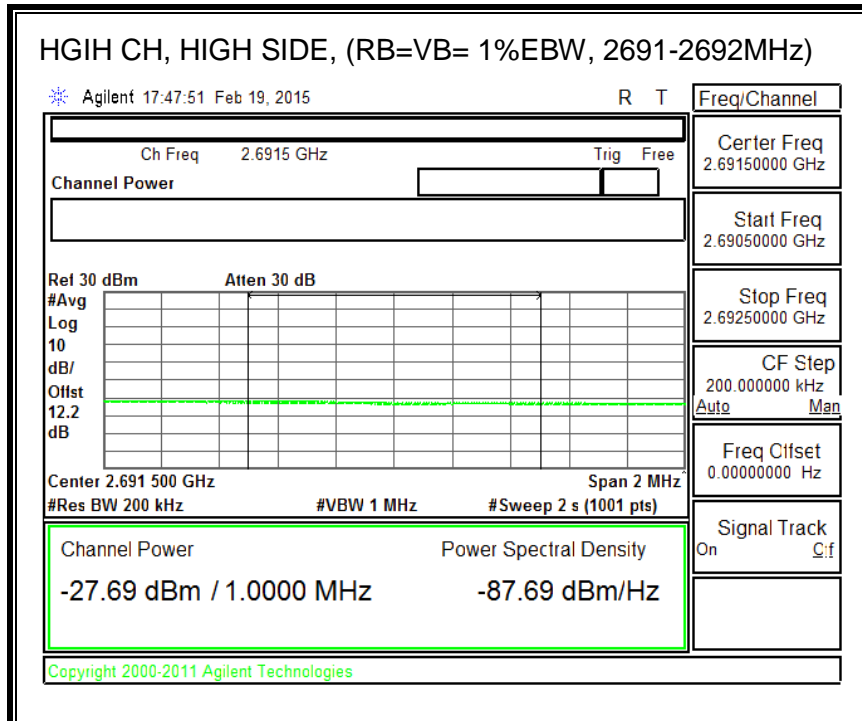 HGIH CH, HIGH SIDE, (RB=VB= 1%EBW, 2691-2692MHz)
Agilent 17:47:51 Feb 19, 2015 R T
Freq/Channel
Ch Freq 2.6915 GHz Trig Free
Channel Power
Center Freq
2.69150000 GHz
Start Freq
2.69050000 GHz
Stop Freq
2.69250000 GHz
CF Step
200.000000 kHz
Auto Man
Freq Offset
0.00000000 Hz
Signal Track
On Off
Ref 30 dBm Atten 30 dB
#Avg
Log
10
dB/
Offst
12.2
dB
Center 2.691 500 GHz Span 2 MHz
#Res BW 200 kHz #VBW 1 MHz #Sweep 2 s (1001 pts)
Channel Power Power Spectral Density
-27.69 dBm / 1.0000 MHz -87.69 dBm/Hz
Copyright 2000-2011 Agilent Technologies